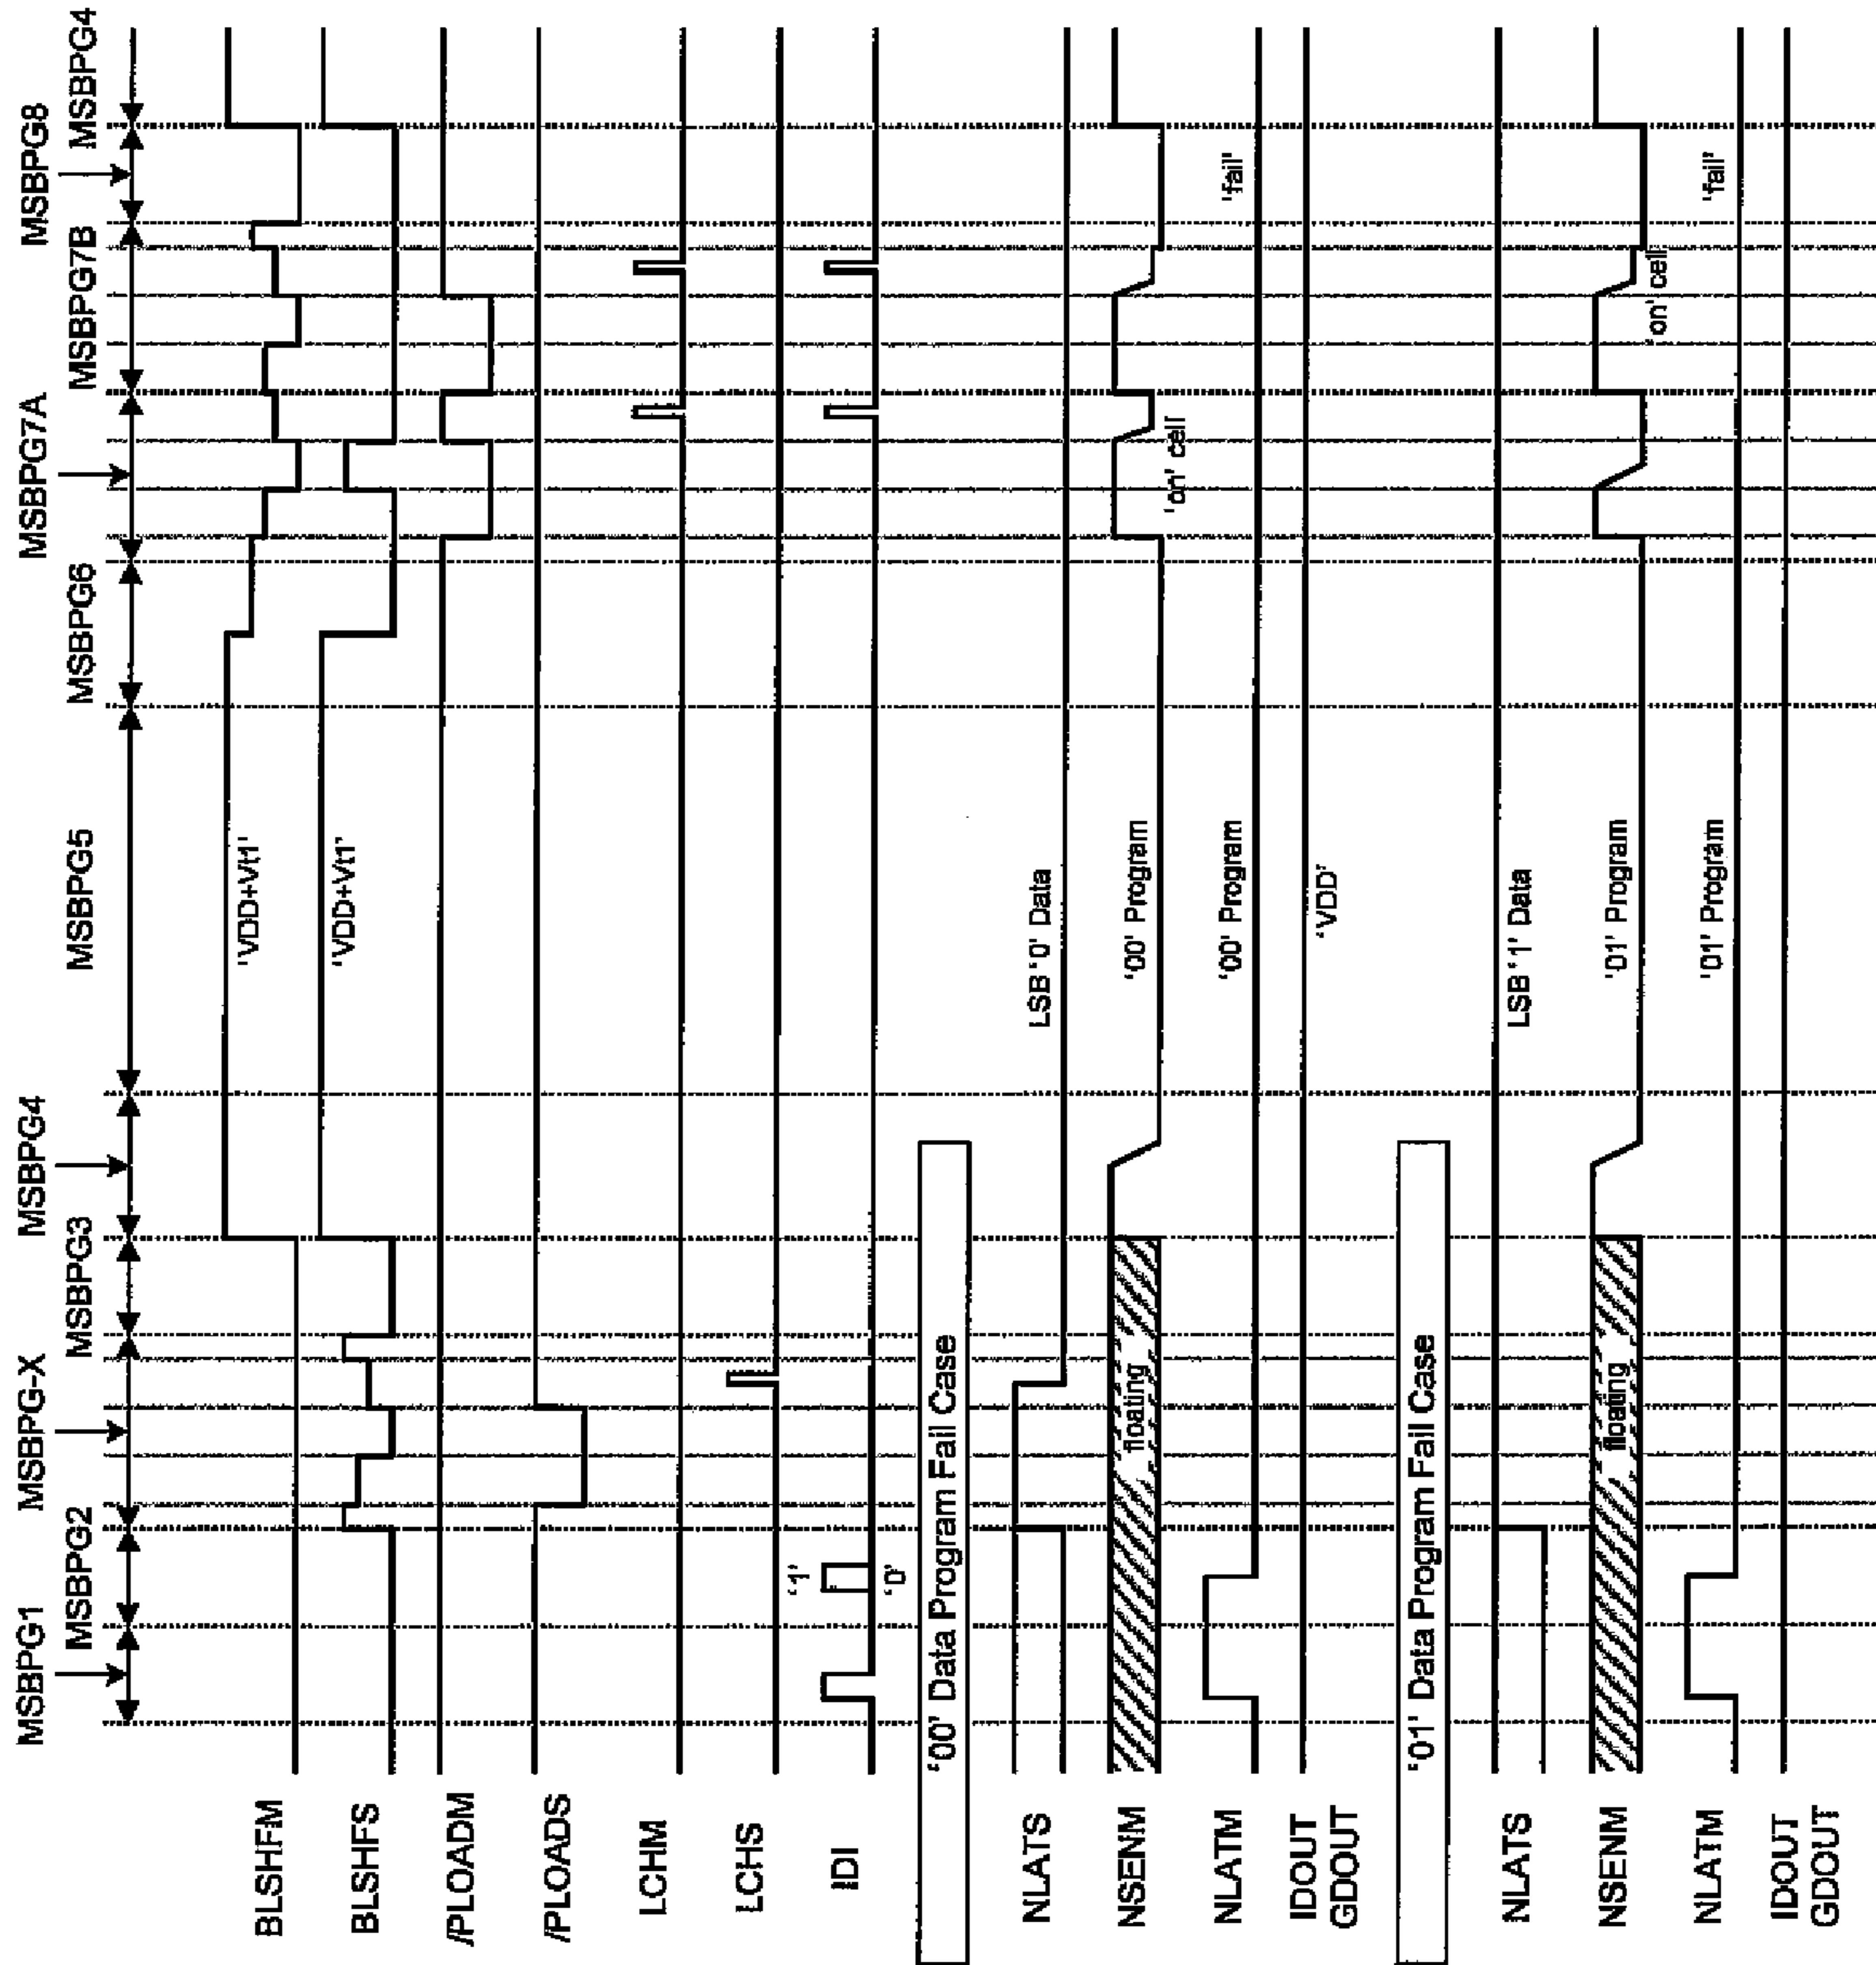 MSBPG1
MSBPG2
MSBPG-X
MSBPG3
MSBPG4
MSBPG5
MSBPG6
MSBPG7A
MSBPG7B
MSBPG8
MSBPG4
BLSHFM
'VDD+Vt1'
BLSHFS
'VDD+Vt1'
/PLOADM
/PLOADS
LCHM
LCHS
IDI
'1'
'0'
'00' Data Program Fail Case
NLATS
LSB '0' Data
NSENM
floating
'00' Program
'on' cell
NLATM
'00' Program
'fail'
IDOUT
GDOUT
'VDD'
'01' Data Program Fail Case
NLATS
LSB '1' Data
NSENM
floating
'01' Program
'on' cell
NLATM
'01' Program
'fail'
IDOUT
GDOUT